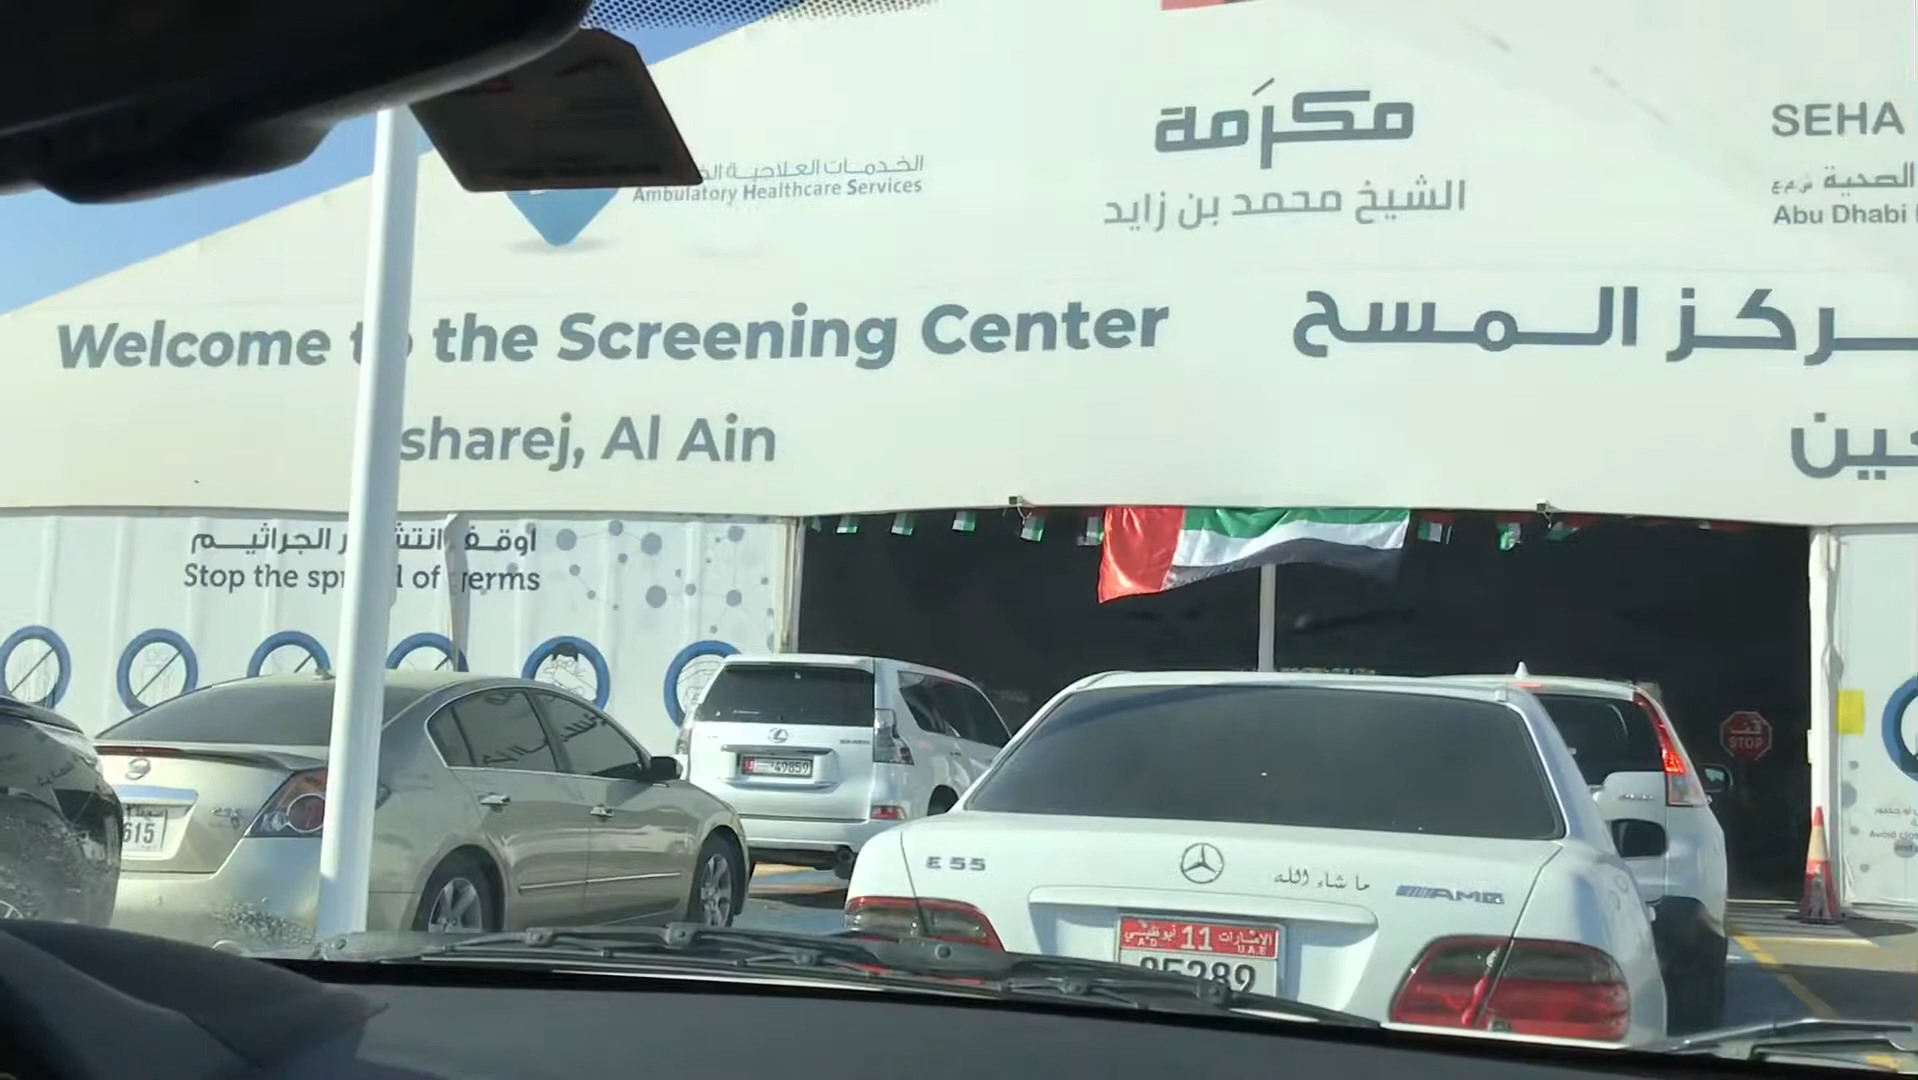 الخدمات العلاجية
Ambulatory Healthcare Services
مكرمة
الشيخ محمد بن زايد
SEHA
الصحية ش.م.ع
Abu Dhabi
Welcome the Screening Center
المسح
sharej, Al Ain
أوقف الجراثيم
Stop the of
STOP
49859
615
E 55
ما شاء الله
AMG
أبوظبي 11 الإمارات
A.D U.A.E